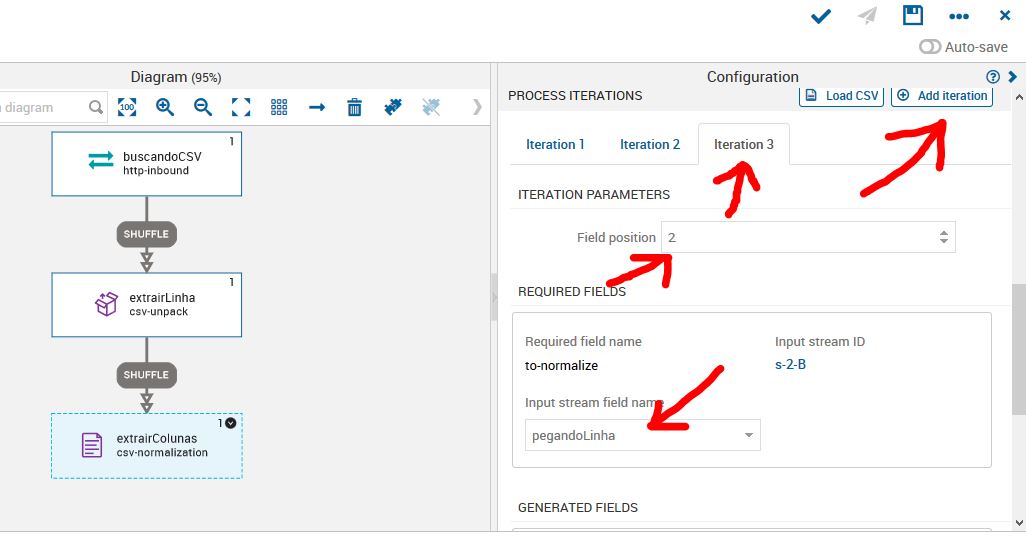 Auto-save
Diagram (95%)
Configuration
diagram
100
PROCESS ITERATIONS
Load CSV
Add iteration
1
buscandoCSV
http-inbound
SHUFFLE
1
extrairLinha
csv-unpack
SHUFFLE
1
extrairColunas
csv-normalization
Iteration 1
Iteration 2
Iteration 3
ITERATION PARAMETERS
Field position
2
REQUIRED FIELDS
Required field name
Input stream ID
to-normalize
s-2-B
Input stream field name
pegandoLinha
GENERATED FIELDS